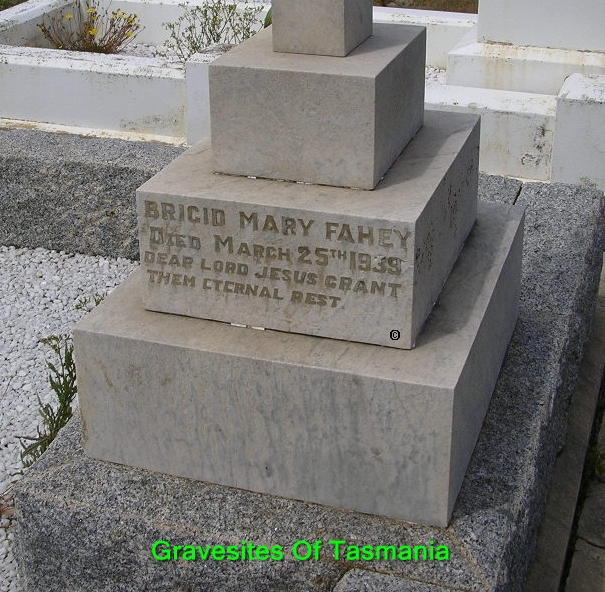 BRIGID MARY FAHEY
DIED MARCH 25TH 1939
DEAR LORD JESUS GRANT
THEM ETERNAL REST.
©
Gravesites Of Tasmania